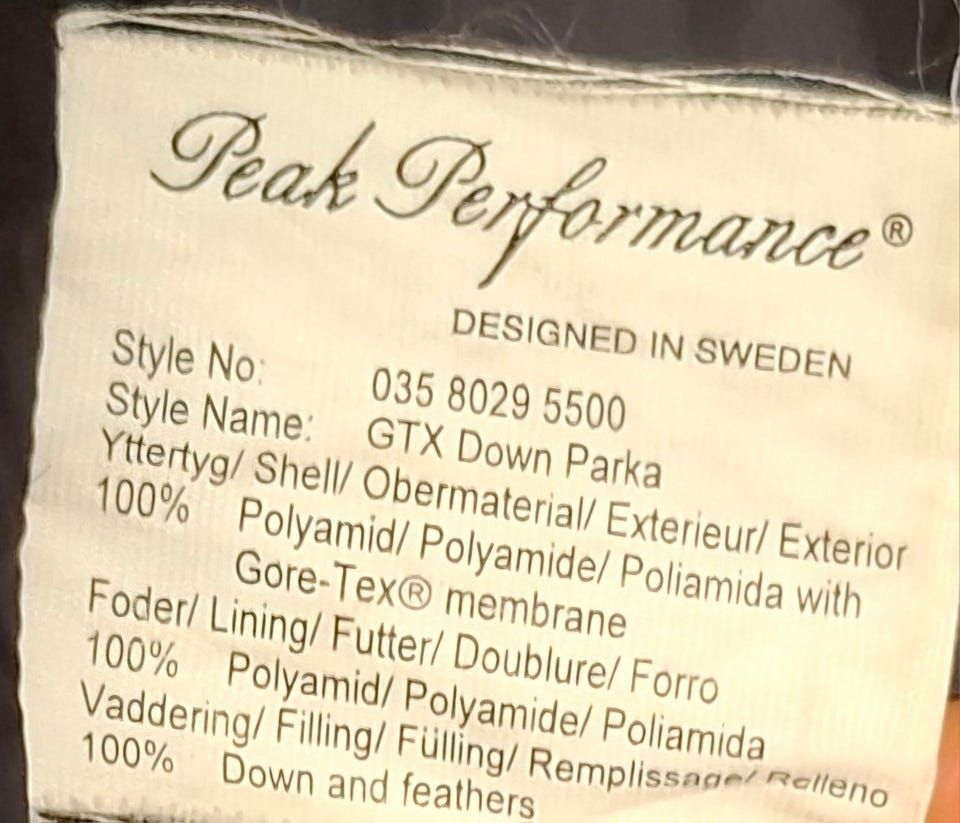 Peak Performance®
DESIGNED IN SWEDEN
Style No: 035 8029 5500
Style Name: GTX Down Parka
Yttertyg/ Shell/ Obermaterial/ Exterieur/ Exterior
100% Polyamid/ Polyamide/ Poliamida with
Gore-Tex® membrane
Foder/ Lining/ Futter/ Doublure/ Forro
100% Polyamid/ Polyamide/ Poliamida
Vaddering/ Filling/ Fülling/ Remplissage/ Relleno
100% Down and feathers